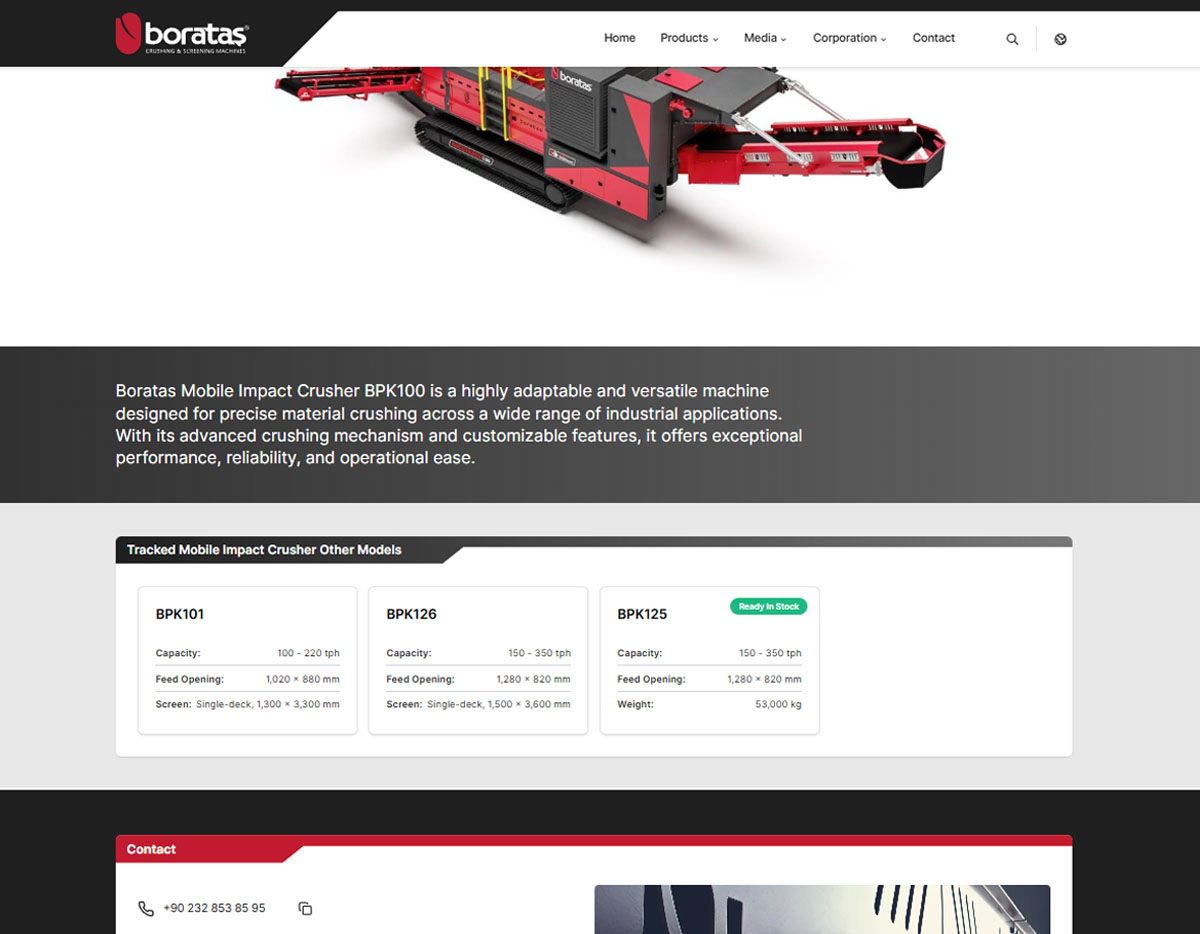 borataş®
CRUSHING & SCREENING MACHINES
Home Products Media Corporation Contact
boratas
Boratas Mobile Impact Crusher BPK100 is a highly adaptable and versatile machine
designed for precise material crushing across a wide range of industrial applications.
With its advanced crushing mechanism and customizable features, it offers exceptional
performance, reliability, and operational ease.
Tracked Mobile Impact Crusher Other Models
BPK101
Capacity: 100 - 220 tph
Feed Opening: 1,020 × 880 mm
Screen: Single-deck, 1,300 × 3,300 mm
BPK126
Capacity: 150 - 350 tph
Feed Opening: 1,280 × 820 mm
Screen: Single-deck, 1,500 × 3,600 mm
BPK125
Ready In Stock
Capacity: 150 - 350 tph
Feed Opening: 1,280 × 820 mm
Weight: 53,000 kg
Contact
+90 232 853 85 95